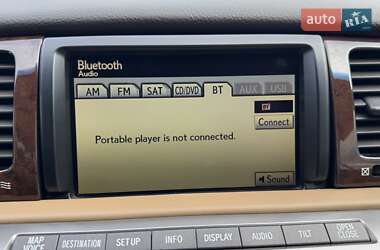 auto RIA
Bluetooth
Audio
AM FM SAT CD/DVD BT AUX USB
BT
Connect
Portable player is not connected.
Sound
MAP VOICE DESTINATION SETUP INFO DISPLAY AUDIO TILT OPEN CLOSE